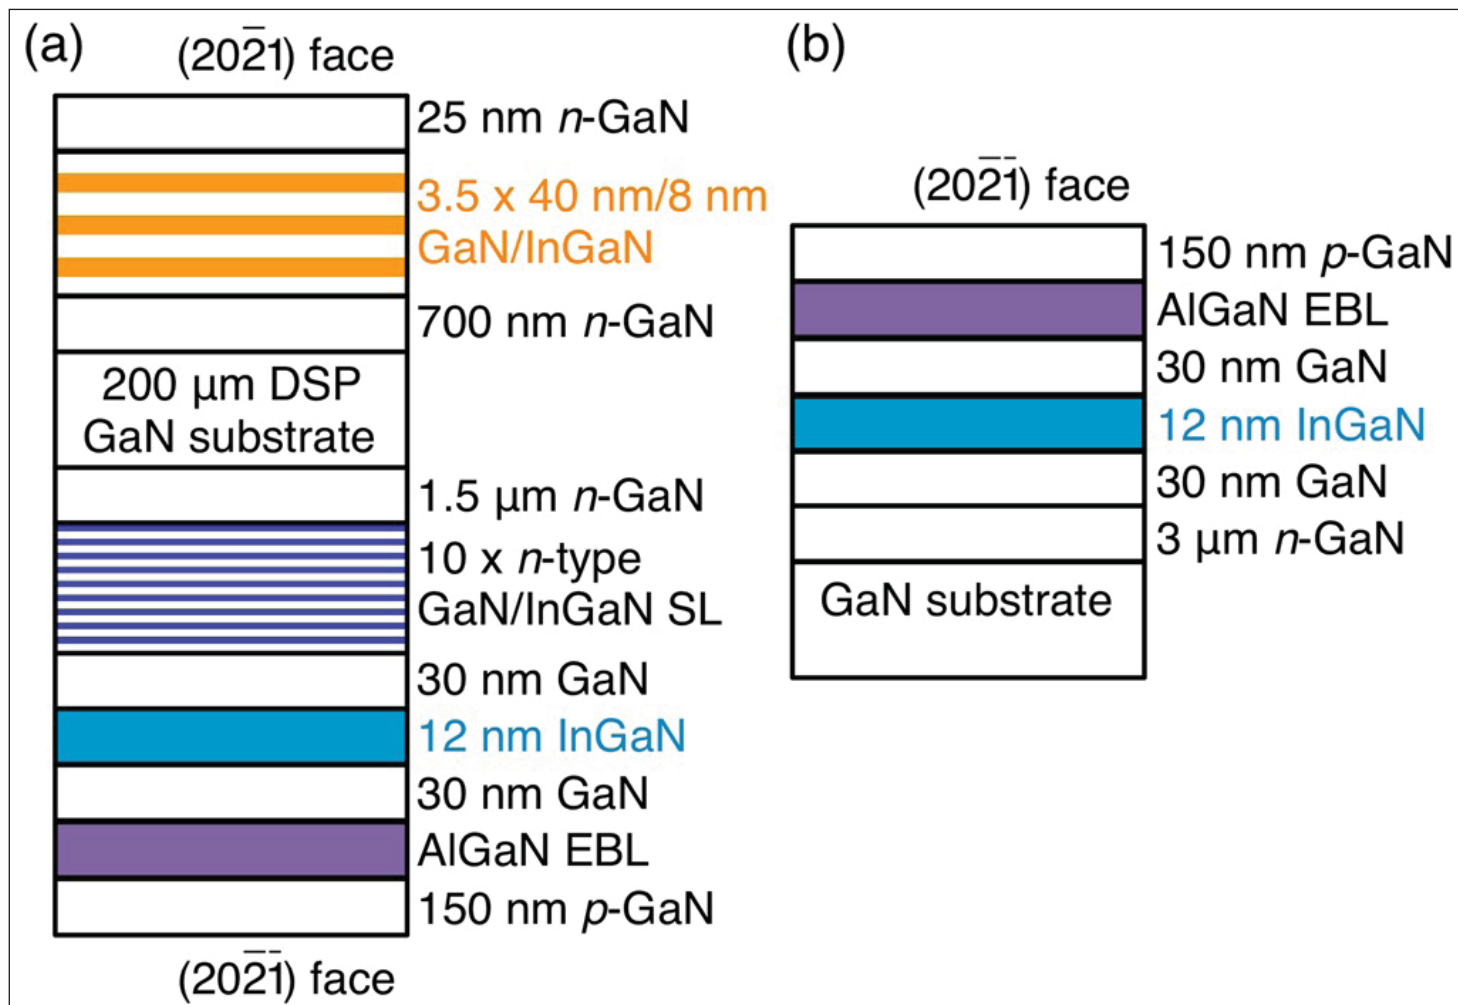 (a)
(202̅1) face
25 nm n-GaN
3.5 x 40 nm/8 nm
GaN/InGaN
700 nm n-GaN
200 µm DSP
GaN substrate
1.5 µm n-GaN
10 x n-type
GaN/InGaN SL
30 nm GaN
12 nm InGaN
30 nm GaN
AlGaN EBL
150 nm p-GaN
(202̅1̅) face
(b)
(202̅1̅) face
150 nm p-GaN
AlGaN EBL
30 nm GaN
12 nm InGaN
30 nm GaN
3 µm n-GaN
GaN substrate